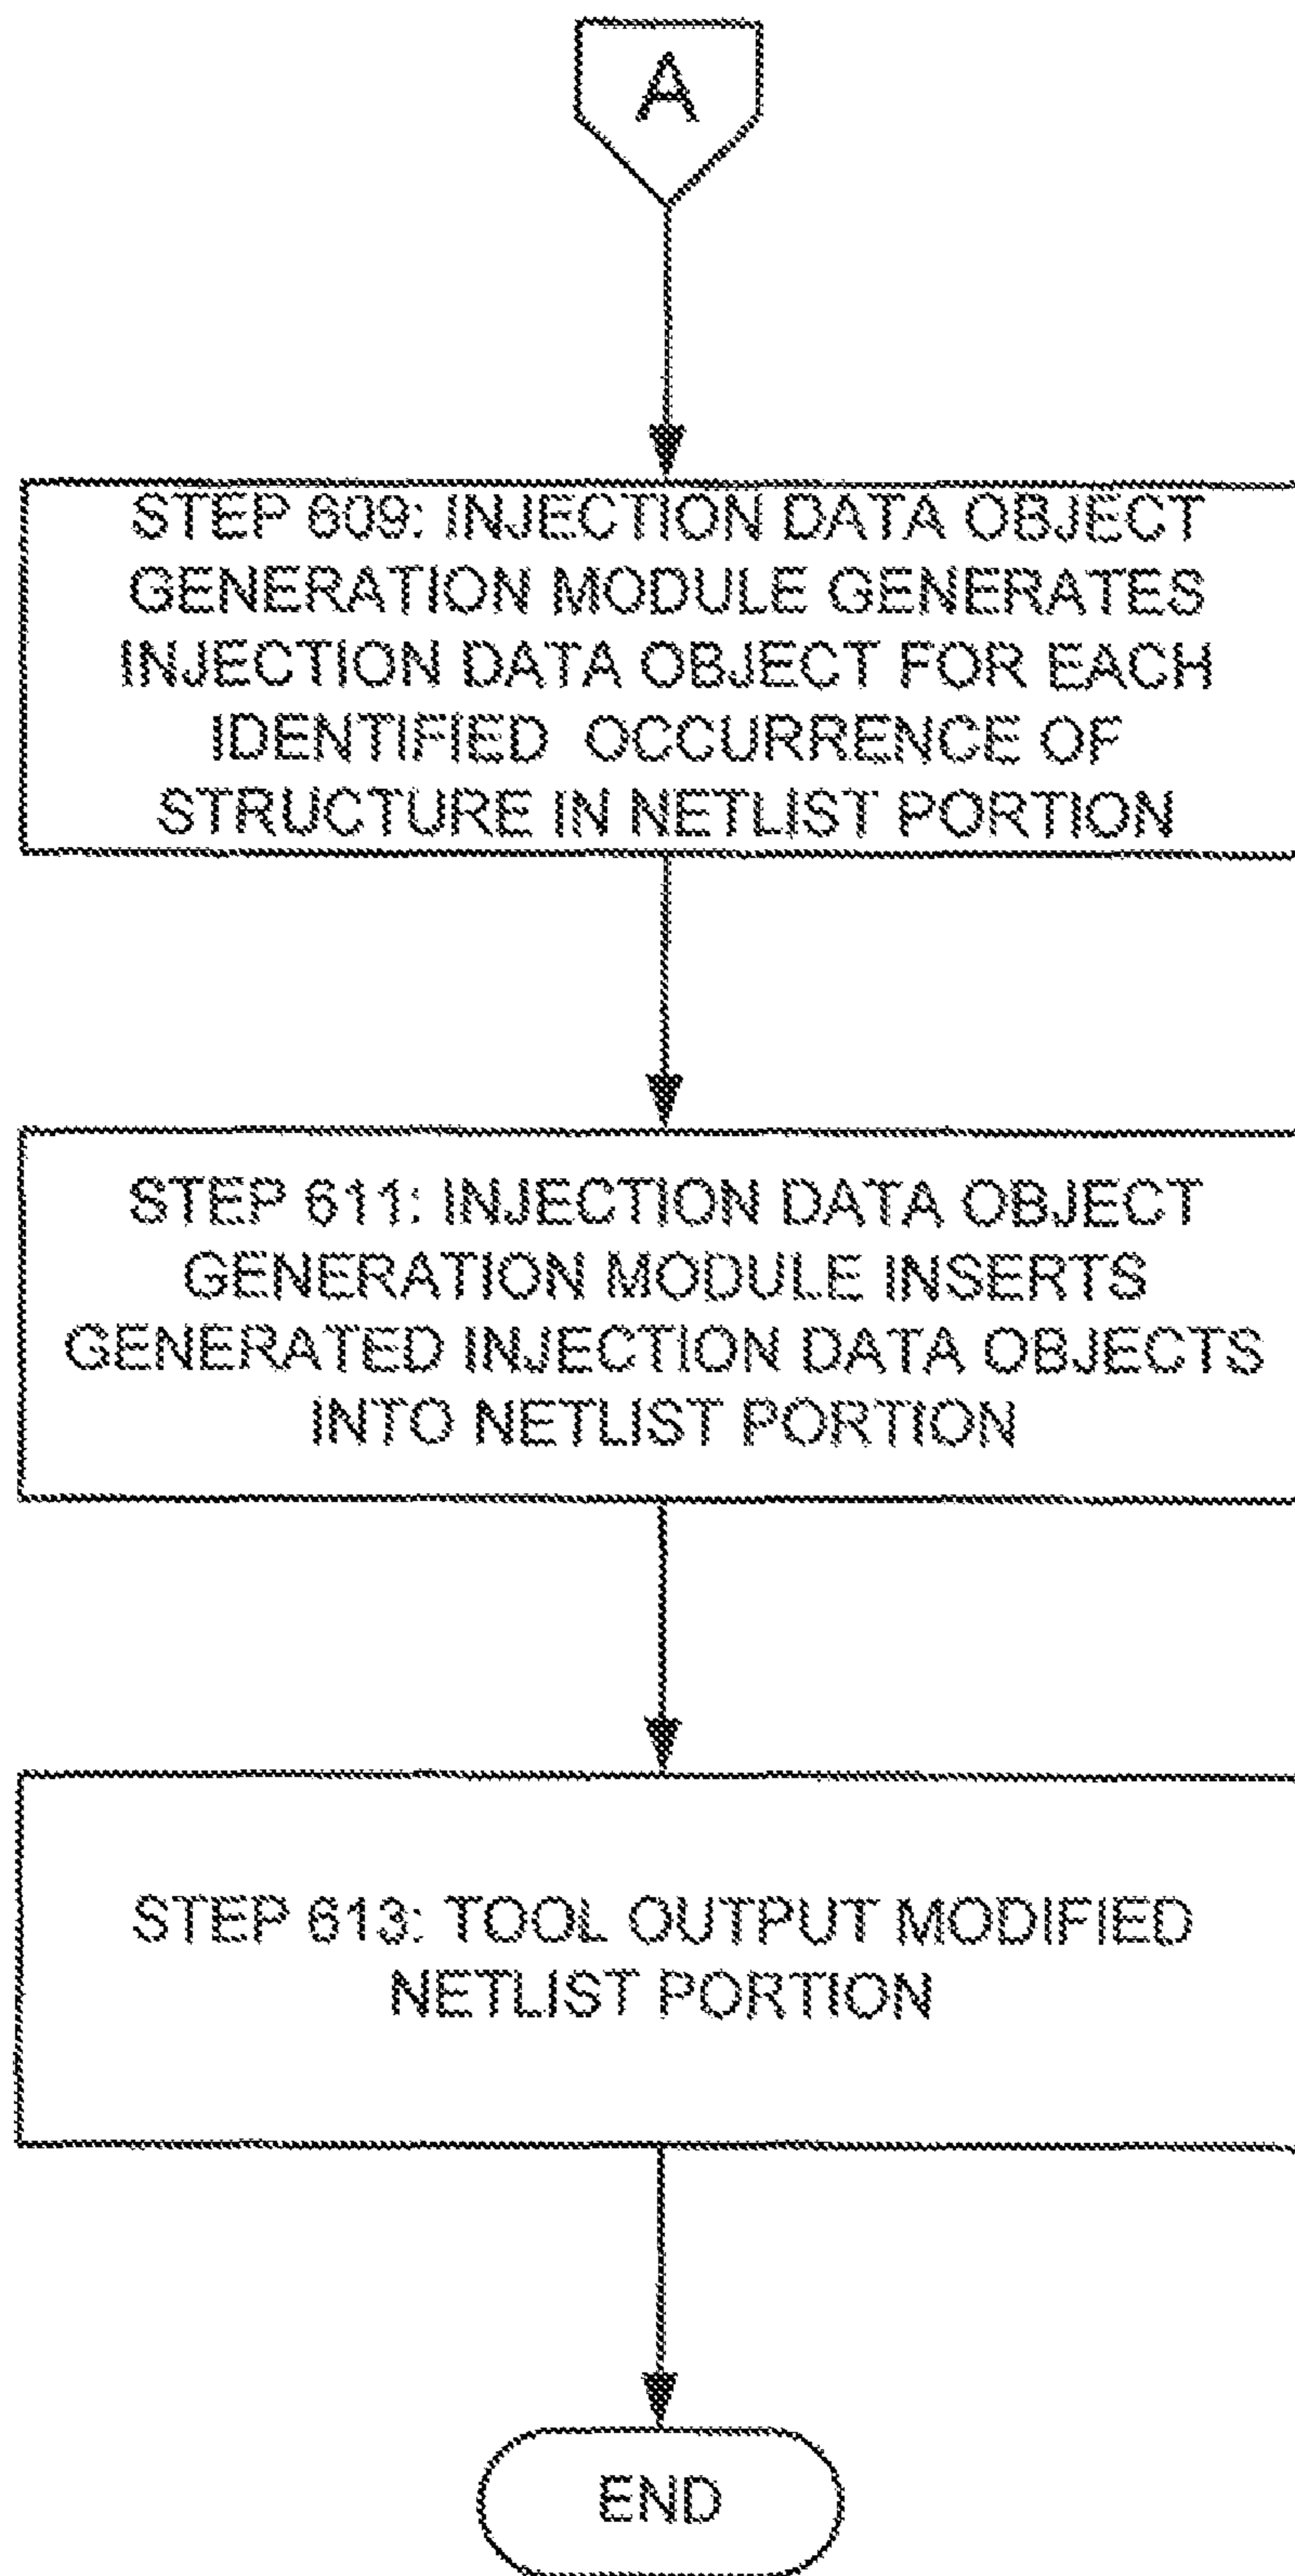 A
STEP 609: INJECTION DATA OBJECT
GENERATION MODULE GENERATES
INJECTION DATA OBJECT FOR EACH
IDENTIFIED OCCURRENCE OF
STRUCTURE IN NETLIST PORTION
STEP 611: INJECTION DATA OBJECT
GENERATION MODULE INSERTS
GENERATED INJECTION DATA OBJECTS
INTO NETLIST PORTION
STEP 613: TOOL OUTPUT MODIFIED
NETLIST PORTION
END